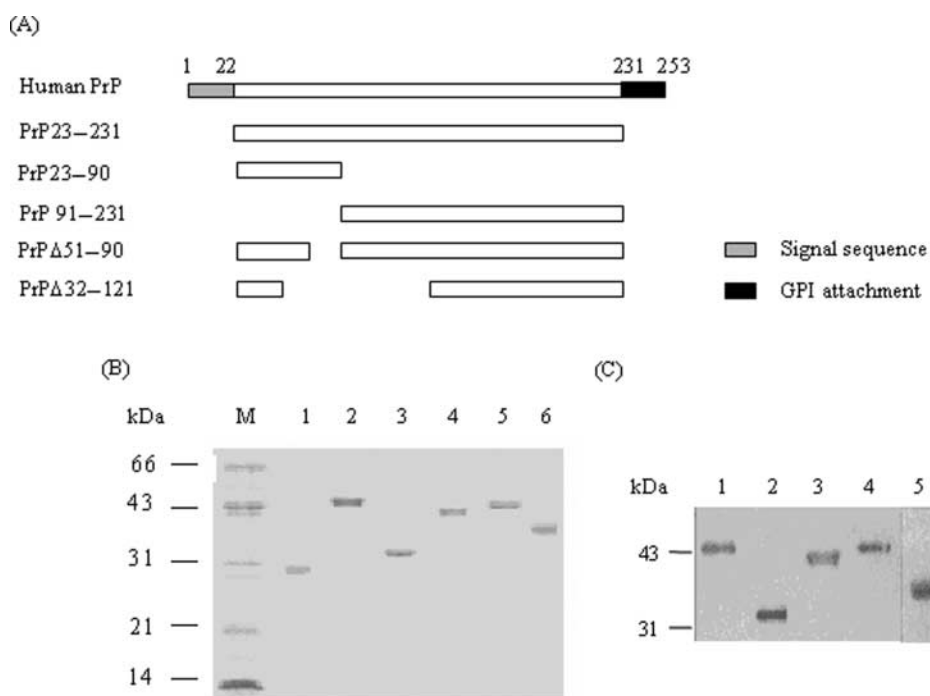 (A)
1 22 231 253
Human PrP
PrP23–231
PrP23–90
PrP 91–231
PrPΔ51–90
PrPΔ32–121
Signal sequence
GPI attachment
(B)
kDa M 1 2 3 4 5 6
66
43
31
21
14
(C)
kDa 1 2 3 4 5
43
31